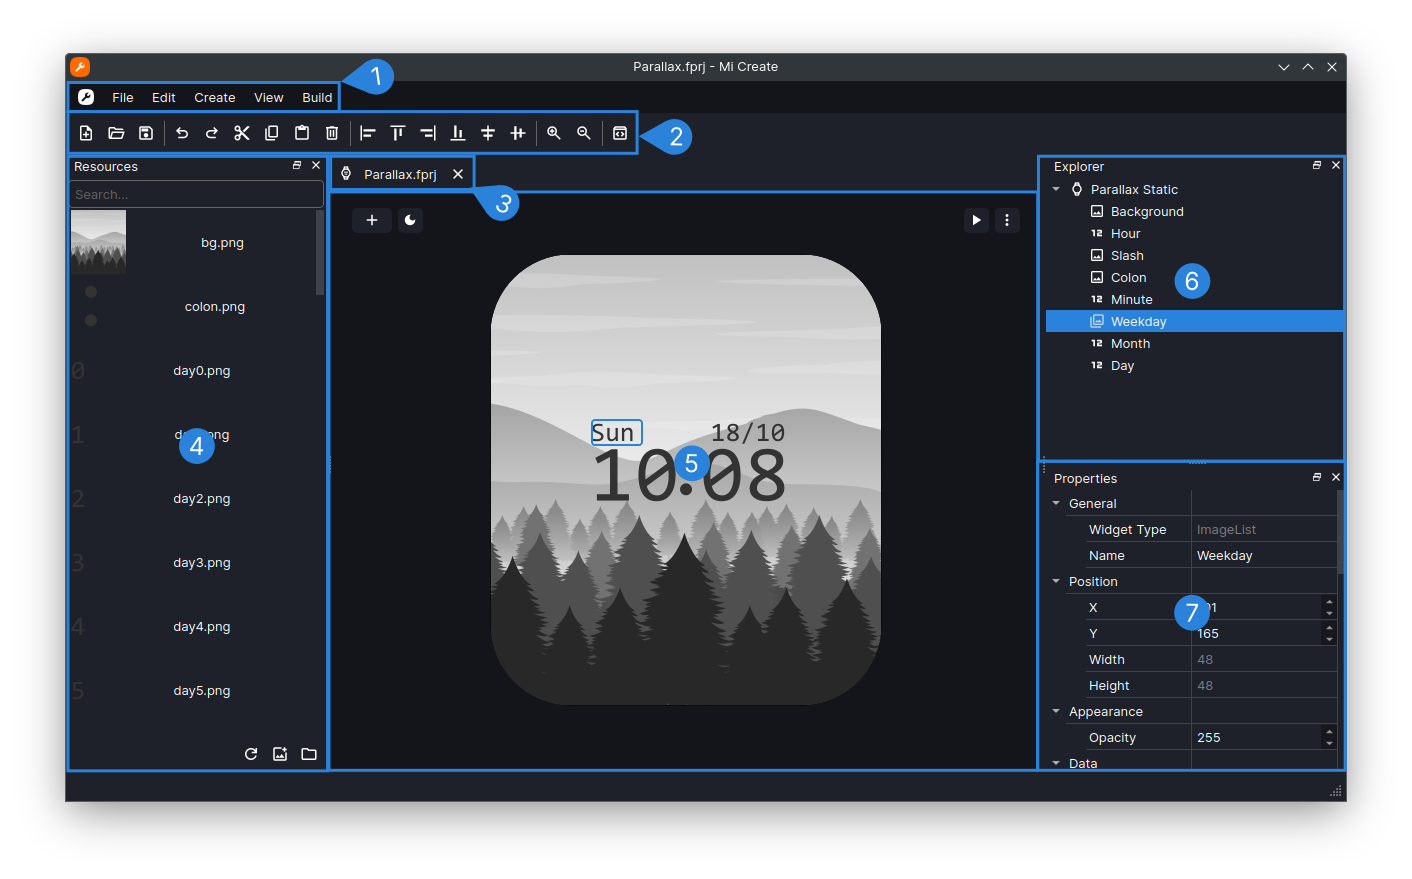 Parallax.fprj - Mi Create
File Edit Create View Build
1
2
Resources
Search...
bg.png
colon.png
0 day0.png
1
4
2 day2.png
3 day3.png
4 day4.png
5 day5.png
Parallax.fprj
3
Sun 18/10
10:08
5
Explorer
Parallax Static
Background
12 Hour
Slash
Colon
6
12 Minute
Weekday
12 Month
12 Day
Properties
General
Widget Type ImageList
Name Weekday
Position
X
7
Y 165
Width 48
Height 48
Appearance
Opacity 255
Data